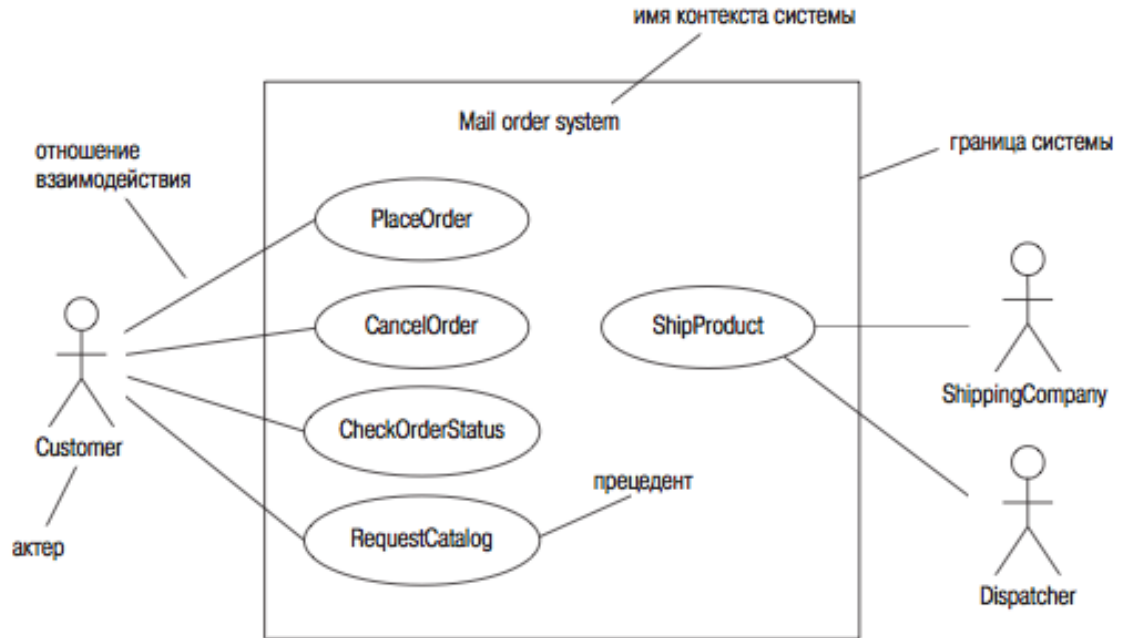 имя контекста системы
Mail order system
отношение
взаимодействия
граница системы
PlaceOrder
CancelOrder
ShipProduct
ShippingCompany
CheckOrderStatus
Customer
прецедент
RequestCatalog
актер
Dispatcher